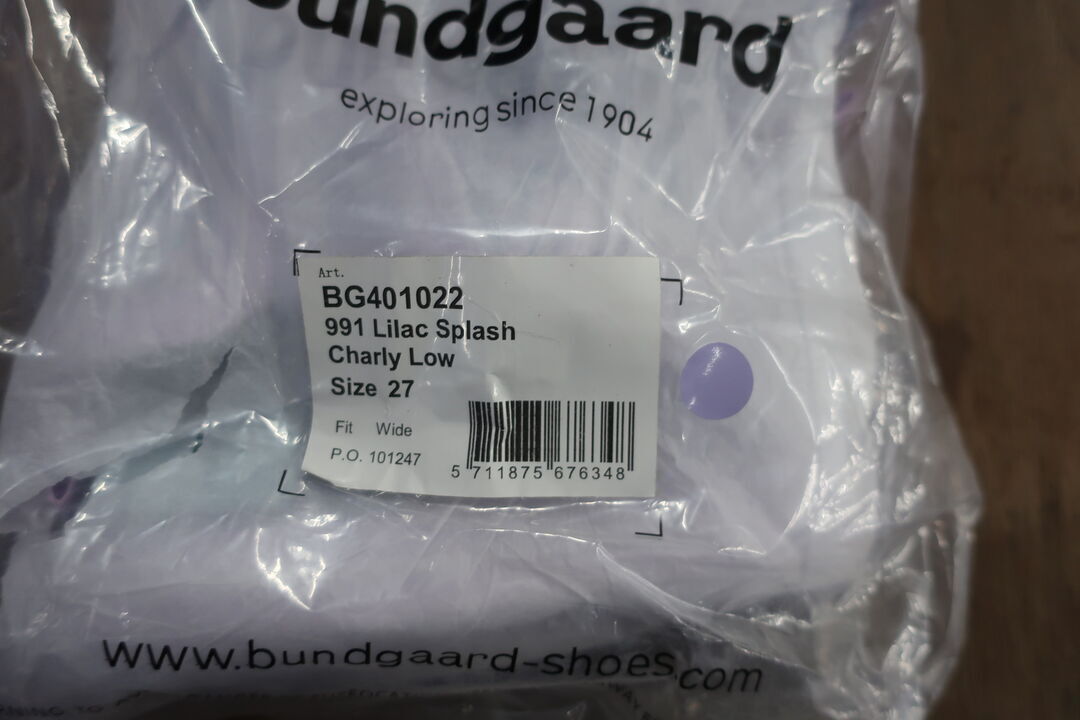 bundgaard
exploring since 1904
Art.
BG401022
991 Lilac Splash
Charly Low
Size 27
Fit Wide
P.O. 101247
5 711875 676348
www.bundgaard-shoes.com